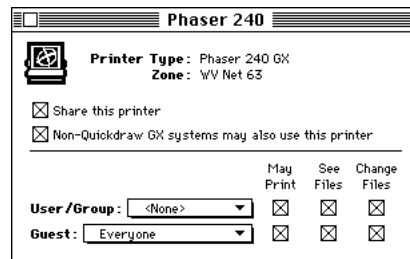 Phaser 240
Printer Type: Phaser 240 GX
Zone: WV Net 63
Share this printer
Non-Quickdraw GX systems may also use this printer
May See Change
Print Files Files
User/Group: <None>
Guest: Everyone